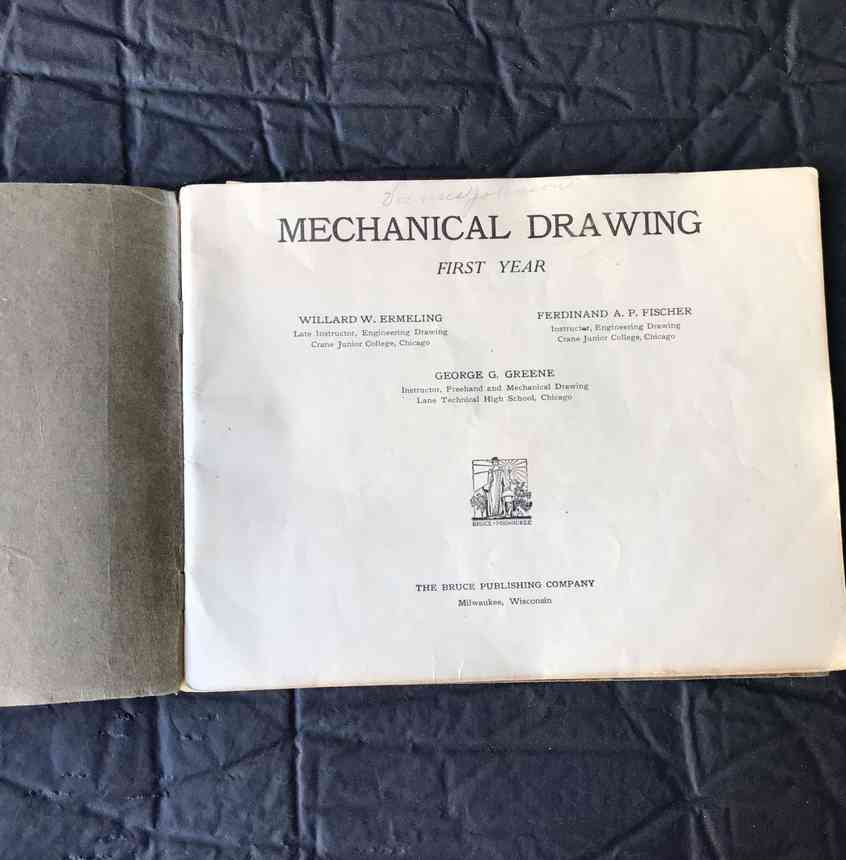 MECHANICAL DRAWING
FIRST YEAR
WILLARD W. ERMELING
Late Instructor, Engineering Drawing
Crane Junior College, Chicago
FERDINAND A. P. FISCHER
Instructor, Engineering Drawing
Crane Junior College, Chicago
GEORGE G. GREENE
Instructor, Freehand and Mechanical Drawing
Lane Technical High School, Chicago
BRUCE • MILWAUKEE
THE BRUCE PUBLISHING COMPANY
Milwaukee, Wisconsin